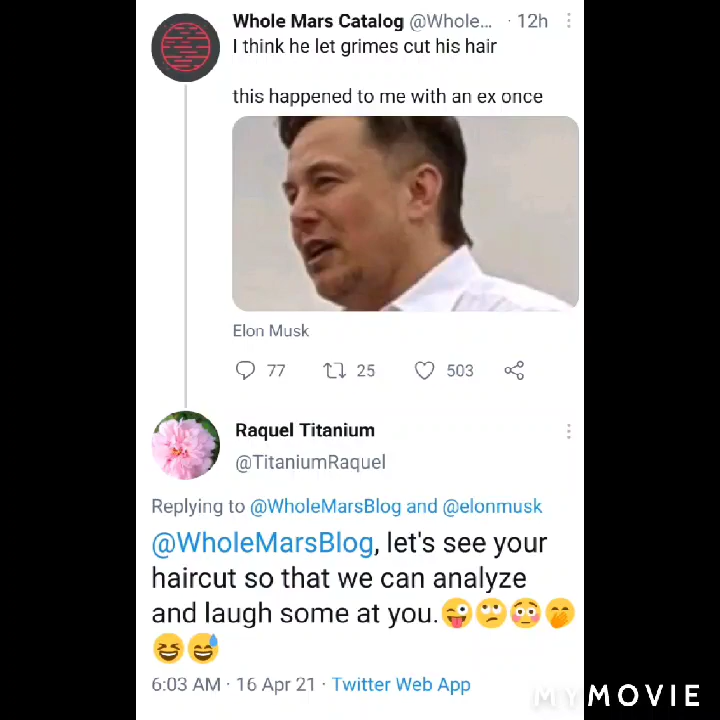 Whole Mars Catalog @Whole... · 12h
I think he let grimes cut his hair
this happened to me with an ex once
Elon Musk
77 25 503
Raquel Titanium
@TitaniumRaquel
Replying to @WholeMarsBlog and @elonmusk
@WholeMarsBlog, let's see your
haircut so that we can analyze
and laugh some at you.😜🙄😳🤭
😆😅
6:03 AM · 16 Apr 21 · Twitter Web App
MYMOVIE